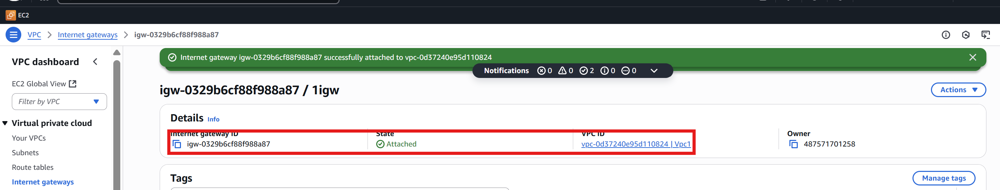 EC2
VPC > Internet gateways > igw-0329b6cf88f988a87
Internet gateway igw-0329b6cf88f988a87 successfully attached to vpc-0d37240e95d110824
Notifications 0 0 2 0 0
VPC dashboard
EC2 Global View
Filter by VPC
Virtual private cloud
Your VPCs
Subnets
Route tables
Internet gateways
igw-0329b6cf88f988a87 / 1igw
Actions
Details Info
Internet gateway ID
igw-0329b6cf88f988a87
State
Attached
VPC ID
vpc-0d37240e95d110824 | Vpc1
Owner
487571701258
Tags
Manage tags